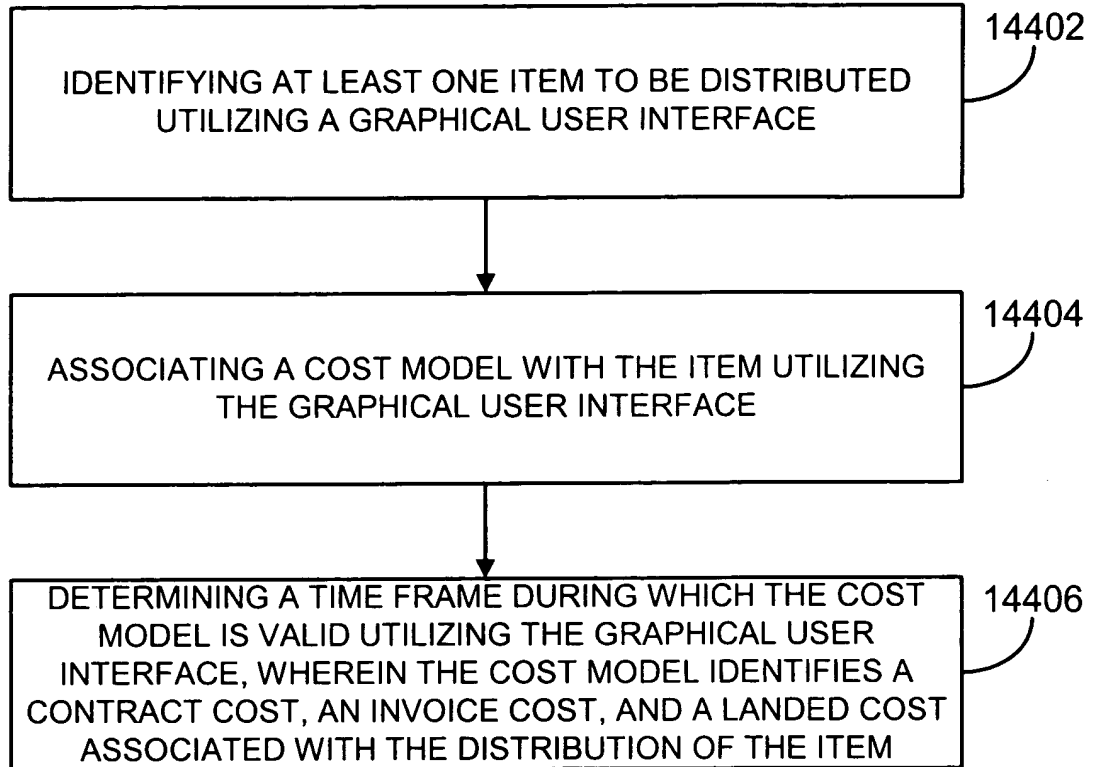 14402
IDENTIFYING AT LEAST ONE ITEM TO BE DISTRIBUTED
UTILIZING A GRAPHICAL USER INTERFACE
14404
ASSOCIATING A COST MODEL WITH THE ITEM UTILIZING
THE GRAPHICAL USER INTERFACE
14406
DETERMINING A TIME FRAME DURING WHICH THE COST
MODEL IS VALID UTILIZING THE GRAPHICAL USER
INTERFACE, WHEREIN THE COST MODEL IDENTIFIES A
CONTRACT COST, AN INVOICE COST, AND A LANDED COST
ASSOCIATED WITH THE DISTRIBUTION OF THE ITEM